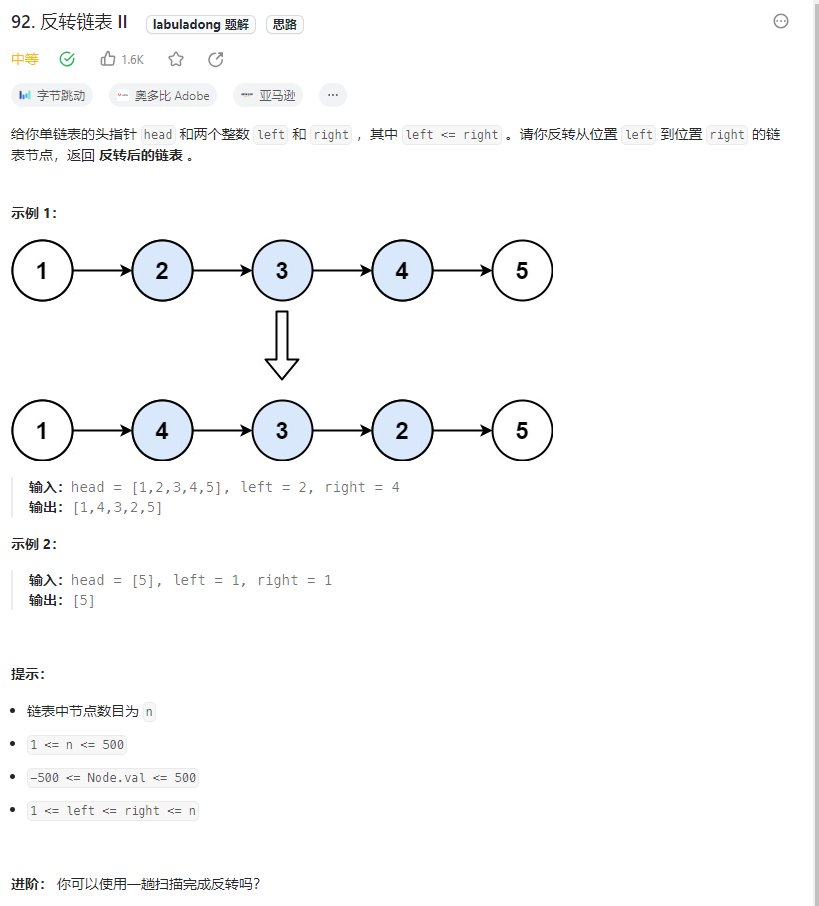 92. 反转链表 II labuladong 题解 思路
中等 1.6K
字节跳动 奥多比 Adobe 亚马逊 ...
给你单链表的头指针 head 和两个整数 left 和 right ，其中 left <= right 。请你反转从位置 left 到位置 right 的链
表节点，返回 反转后的链表 。
示例 1：
1 2 3 4 5
1 4 3 2 5
输入：head = [1,2,3,4,5], left = 2, right = 4
输出：[1,4,3,2,5]
示例 2：
输入：head = [5], left = 1, right = 1
输出：[5]
提示：
链表中节点数目为 n
1 <= n <= 500
-500 <= Node.val <= 500
1 <= left <= right <= n
进阶： 你可以使用一趟扫描完成反转吗？